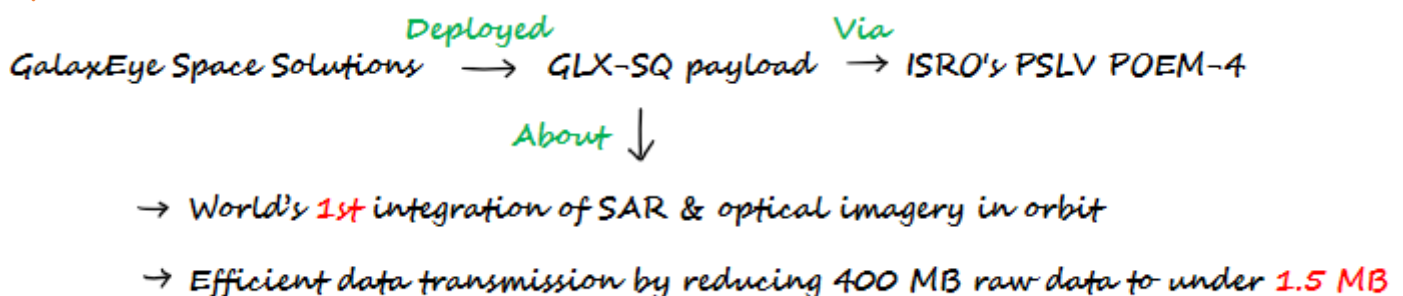 Deployed Via
GalaxEye Space Solutions → GLX-SQ payload → ISRO's PSLV POEM-4
About ↓
→ World's 1st integration of SAR & optical imagery in orbit
→ Efficient data transmission by reducing 400 MB raw data to under 1.5 MB